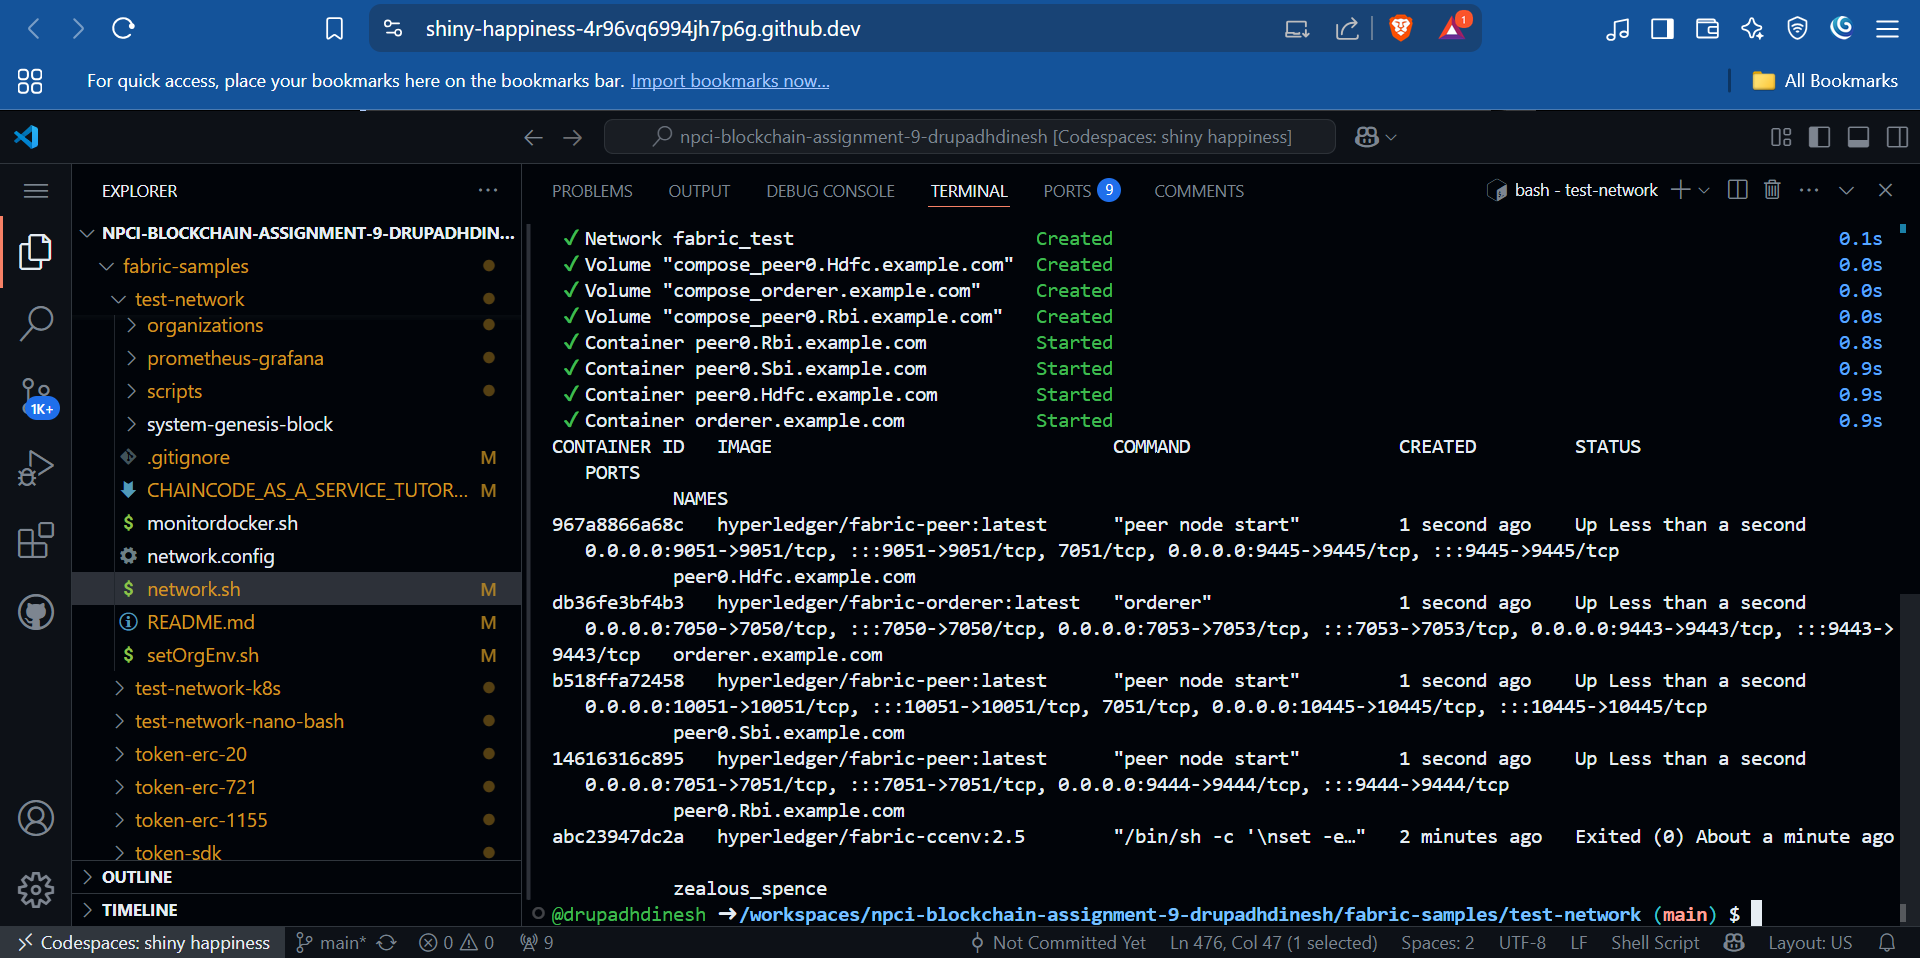 shiny-happiness-4r96vq6994jh7p6g.github.dev
1
For quick access, place your bookmarks here on the bookmarks bar. Import bookmarks now...
All Bookmarks
npci-blockchain-assignment-9-drupadhdinesh [Codespaces: shiny happiness]
EXPLORER
NPCI-BLOCKCHAIN-ASSIGNMENT-9-DRUPADHDIN...
fabric-samples
test-network
organizations
prometheus-grafana
scripts
1K+
system-genesis-block
.gitignore M
CHAINCODE_AS_A_SERVICE_TUTOR... M
monitordocker.sh
network.config
network.sh M
README.md M
setOrgEnv.sh M
test-network-k8s
test-network-nano-bash
token-erc-20
token-erc-721
token-erc-1155
token-sdk
OUTLINE
TIMELINE
PROBLEMS OUTPUT DEBUG CONSOLE TERMINAL PORTS 9 COMMENTS
bash - test-network
✓ Network fabric_test Created 0.1s
✓ Volume "compose_peer0.Hdfc.example.com" Created 0.0s
✓ Volume "compose_orderer.example.com" Created 0.0s
✓ Volume "compose_peer0.Rbi.example.com" Created 0.0s
✓ Container peer0.Rbi.example.com Started 0.8s
✓ Container peer0.Sbi.example.com Started 0.9s
✓ Container peer0.Hdfc.example.com Started 0.9s
✓ Container orderer.example.com Started 0.9s
CONTAINER ID IMAGE COMMAND CREATED STATUS
PORTS
NAMES
967a8866a68c hyperledger/fabric-peer:latest "peer node start" 1 second ago Up Less than a second
0.0.0.0:9051->9051/tcp, :::9051->9051/tcp, 7051/tcp, 0.0.0.0:9445->9445/tcp, :::9445->9445/tcp
peer0.Hdfc.example.com
db36fe3bf4b3 hyperledger/fabric-orderer:latest "orderer" 1 second ago Up Less than a second
0.0.0.0:7050->7050/tcp, :::7050->7050/tcp, 0.0.0.0:7053->7053/tcp, :::7053->7053/tcp, 0.0.0.0:9443->9443/tcp, :::9443->
9443/tcp orderer.example.com
b518ffa72458 hyperledger/fabric-peer:latest "peer node start" 1 second ago Up Less than a second
0.0.0.0:10051->10051/tcp, :::10051->10051/tcp, 7051/tcp, 0.0.0.0:10445->10445/tcp, :::10445->10445/tcp
peer0.Sbi.example.com
14616316c895 hyperledger/fabric-peer:latest "peer node start" 1 second ago Up Less than a second
0.0.0.0:7051->7051/tcp, :::7051->7051/tcp, 0.0.0.0:9444->9444/tcp, :::9444->9444/tcp
peer0.Rbi.example.com
abc23947dc2a hyperledger/fabric-ccenv:2.5 "/bin/sh -c '\nset -e…" 2 minutes ago Exited (0) About a minute ago
zealous_spence
@drupadhdinesh ➜/workspaces/npci-blockchain-assignment-9-drupadhdinesh/fabric-samples/test-network (main) $
Codespaces: shiny happiness main* 0 0 9 Not Committed Yet Ln 476, Col 47 (1 selected) Spaces: 2 UTF-8 LF Shell Script Layout: US